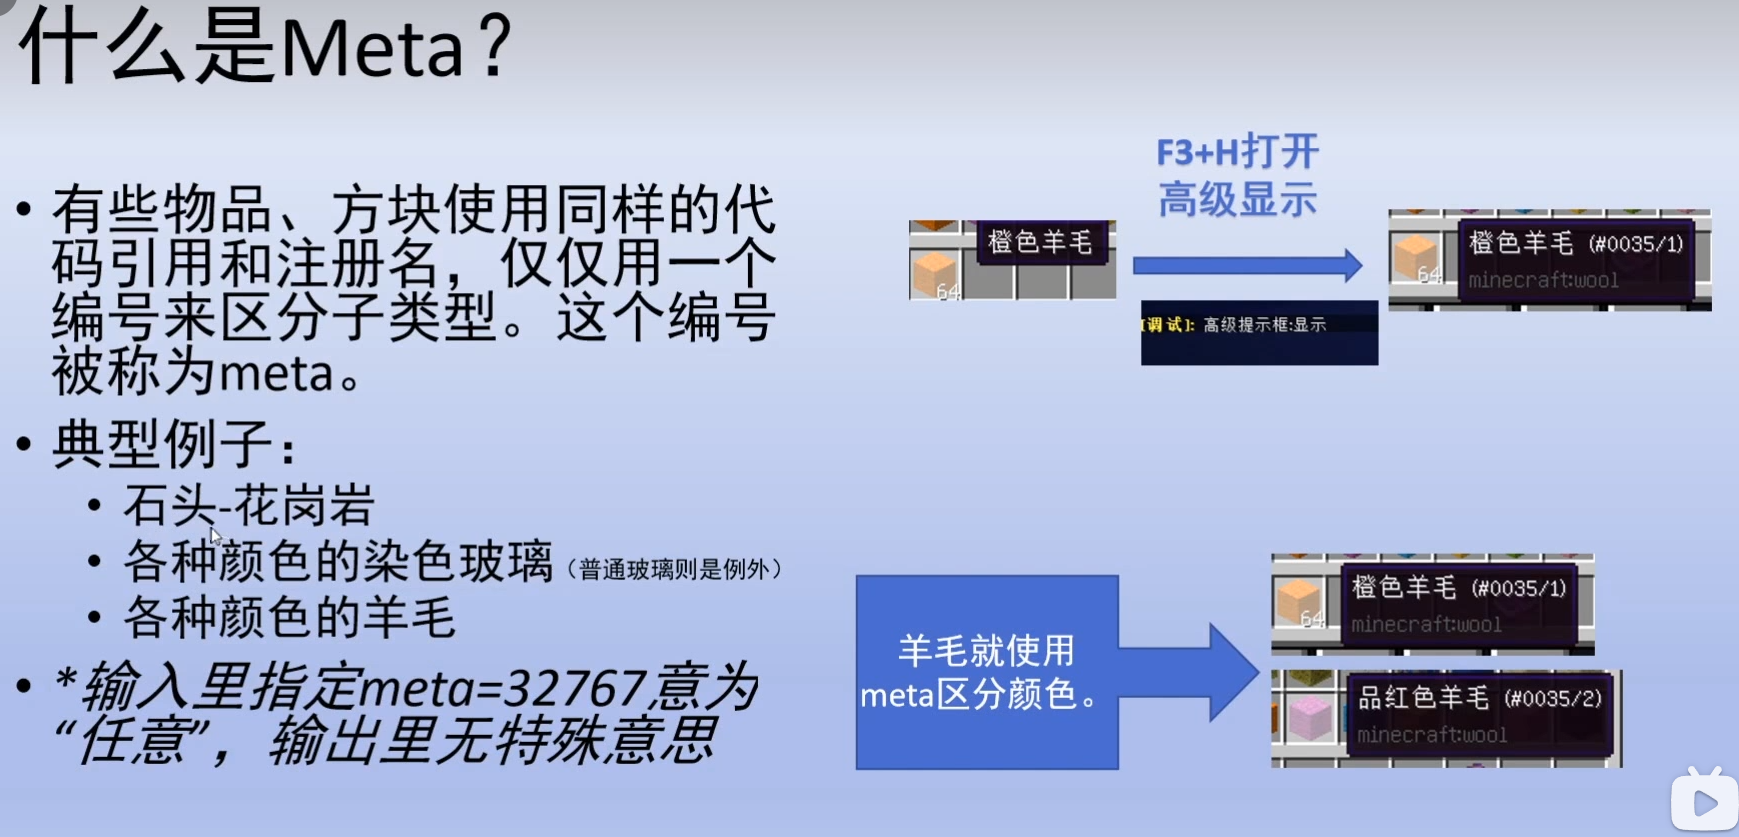 什么是Meta？
• 有些物品、方块使用同样的代
码引用和注册名，仅仅用一个
编号来区分子类型。这个编号
被称为meta。
• 典型例子：
• 石头-花岗岩
• 各种颜色的染色玻璃（普通玻璃则是例外）
• 各种颜色的羊毛
• *输入里指定meta=32767意为
“任意”，输出里无特殊意思
F3+H打开
高级显示
橙色羊毛
64
[调试]: 高级提示框:显示
橙色羊毛 (#0035/1)
minecraft:wool
64
羊毛就使用
meta区分颜色。
橙色羊毛 (#0035/1)
minecraft:wool
64
品红色羊毛 (#0035/2)
minecraft:wool